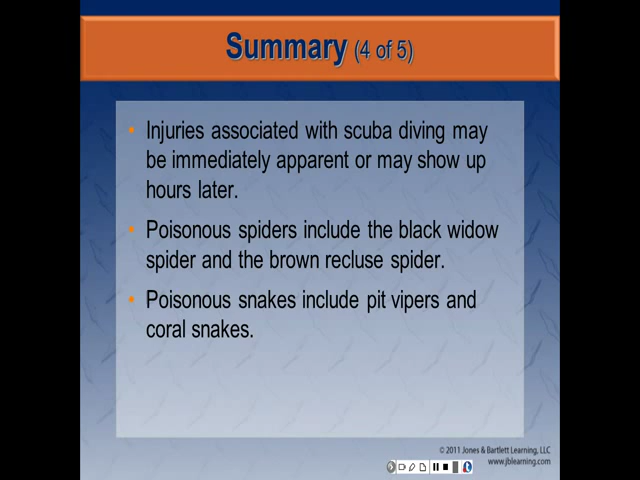 Summary (4 of 5)
• Injuries associated with scuba diving may
be immediately apparent or may show up
hours later.
• Poisonous spiders include the black widow
spider and the brown recluse spider.
• Poisonous snakes include pit vipers and
coral snakes.
© 2011 Jones & Bartlett Learning, LLC
www.jblearning.com